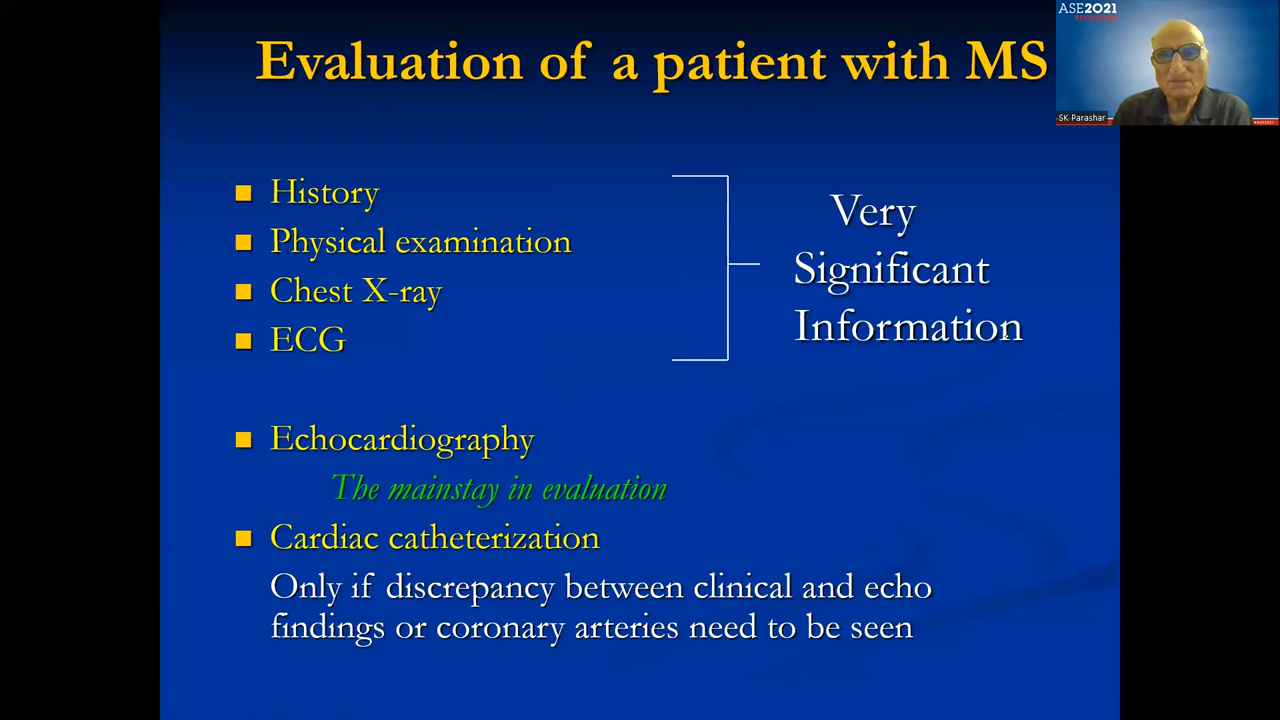 Evaluation of a patient with MS
ASE2021
SK Parashar
History
Physical examination
Chest X-ray
ECG
Very
Significant
Information
Echocardiography
The mainstay in evaluation
Cardiac catheterization
Only if discrepancy between clinical and echo
findings or coronary arteries need to be seen